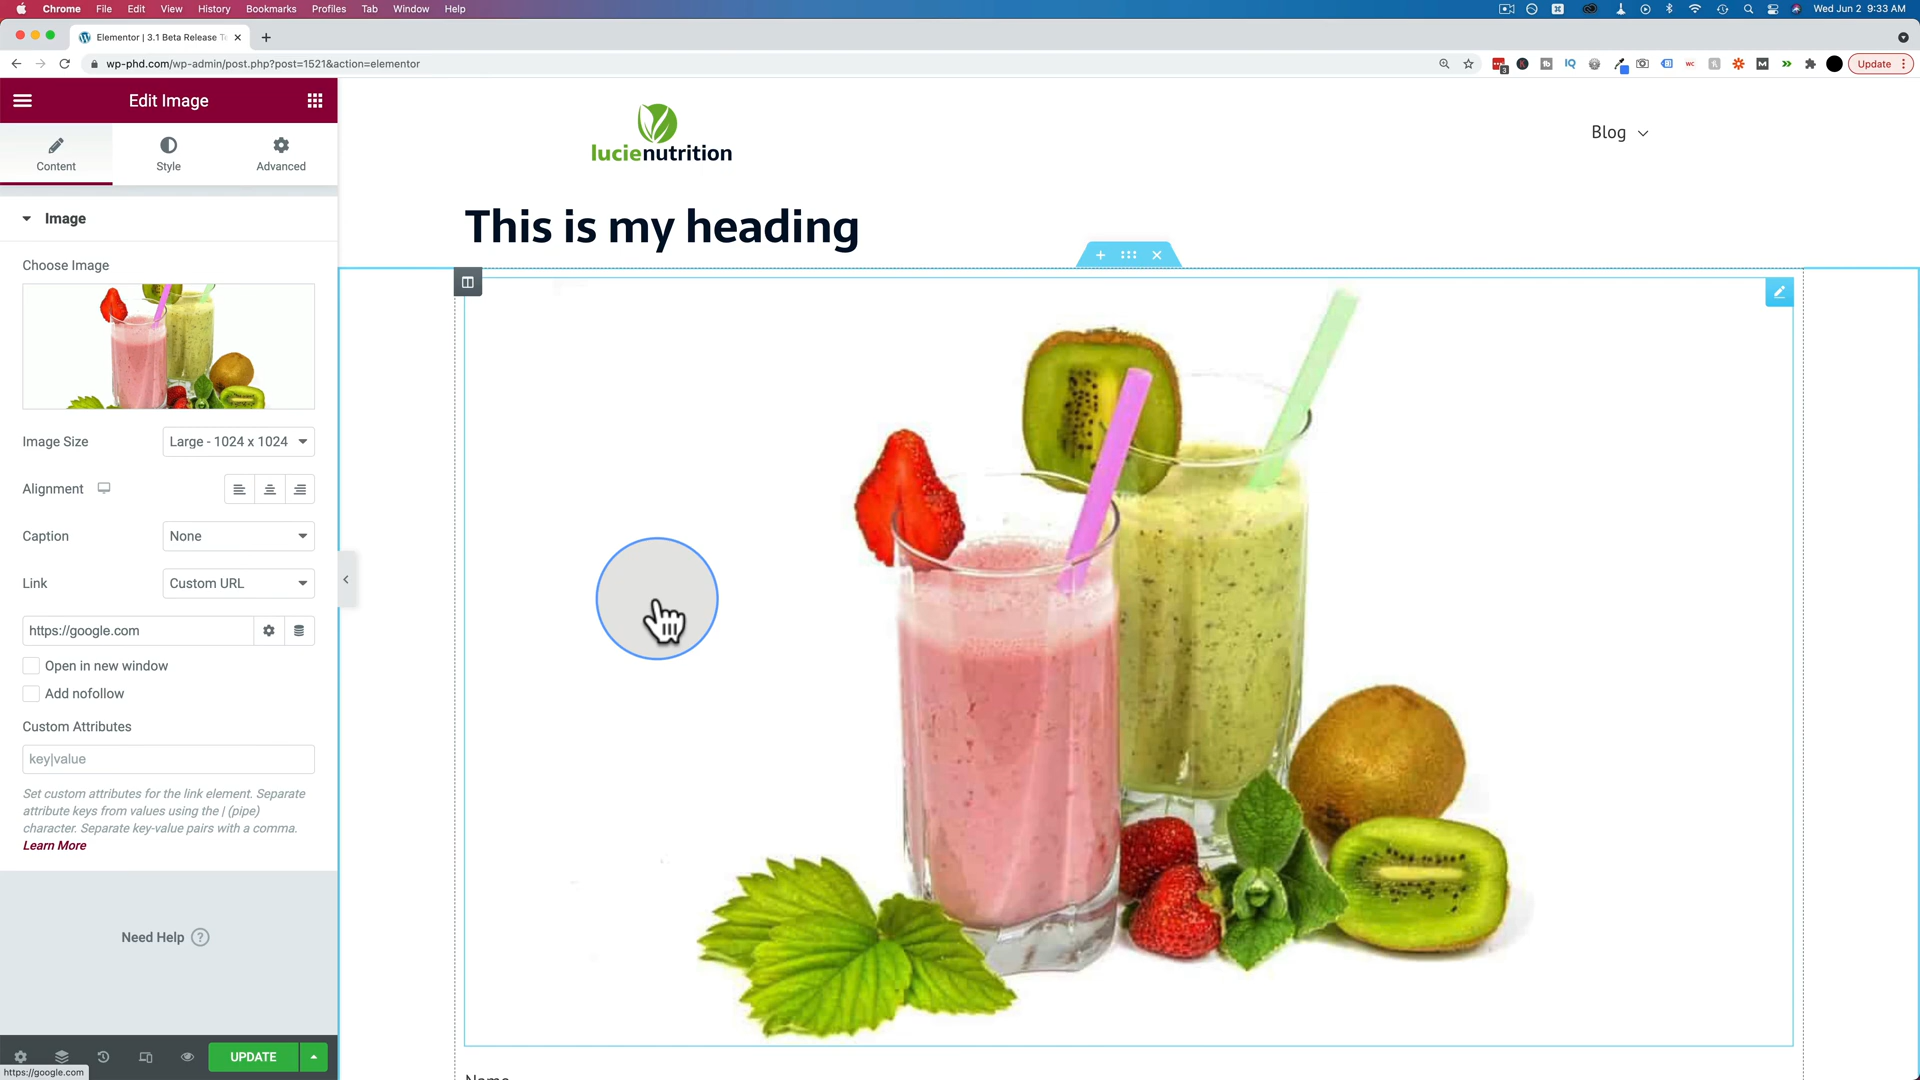 Chrome File Edit View History Bookmarks Profiles Tab Window Help
Wed Jun 2 9:33 AM
Elementor | 3.1 Beta Release
wp-phd.com/wp-admin/post.php?post=1521&action=elementor
IQ
WC
M
3
Update
Edit Image
Content
Style
Advanced
Image
Choose Image
Image Size
Large - 1024 x 1024
Alignment
Caption
None
Link
Custom URL
https://google.com
Open in new window
Add nofollow
Custom Attributes
key|value
Set custom attributes for the link element. Separate
attribute keys from values using the | (pipe)
character. Separate key-value pairs with a comma.
Learn More
Need Help ?
UPDATE
https://google.com
lucienutrition
Blog
This is my heading
Name